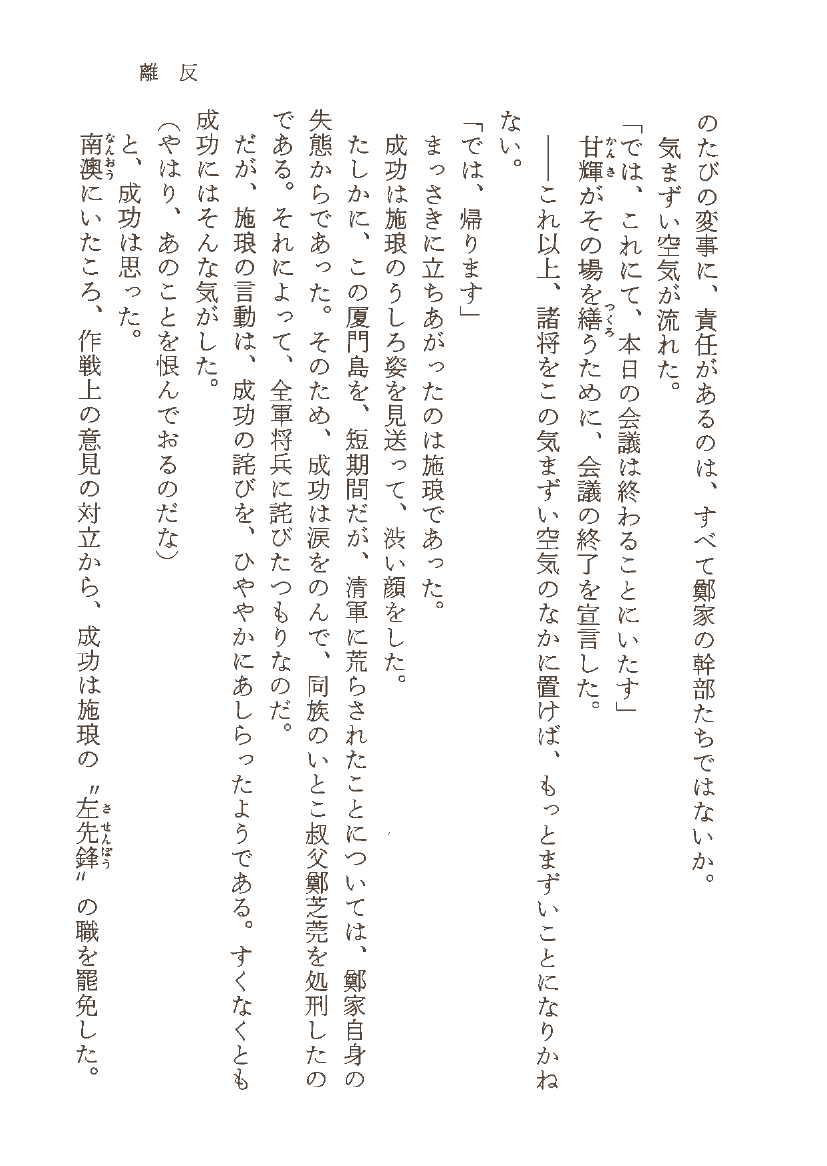 離反
のたびの変事に、責任があるのは、すべて鄭家の幹部たちではないか。
気まずい空気が流れた。
「では、これにて、本日の会議は終わることにいたす」
甘輝がその場を繕うために、会議の終了を宣言した。
――これ以上、諸将をこの気まずい空気のなかに置けば、もっとまずいことになりかね
ない。
「では、帰ります」
まっさきに立ちあがったのは施琅であった。
成功は施琅のうしろ姿を見送って、渋い顔をした。
たしかに、この厦門島を、短期間だが、清軍に荒らされたことについては、鄭家自身の
失態からであった。そのため、成功は涙をのんで、同族のいとこ叔父鄭芝莞を処刑したの
である。それによって、全軍将兵に詫びたつもりなのだ。
だが、施琅の言動は、成功の詫びを、ひややかにあしらったようである。すくなくとも
成功にはそんな気がした。
（やはり、あのことを恨んでおるのだな）
と、成功は思った。
南澳にいたころ、作戦上の意見の対立から、成功は施琅の〝左先鋒〟の職を罷免した。